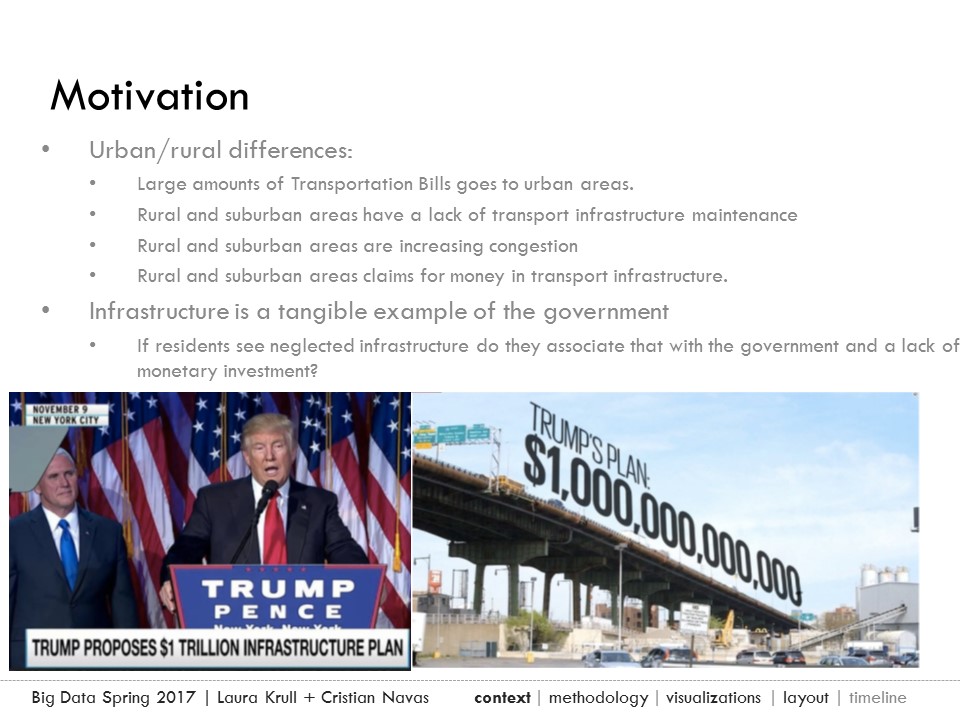 Motivation
• Urban/rural differences:
• Large amounts of Transportation Bills goes to urban areas.
• Rural and suburban areas have a lack of transport infrastructure maintenance
• Rural and suburban areas are increasing congestion
• Rural and suburban areas claims for money in transport infrastructure.
• Infrastructure is a tangible example of the government
• If residents see neglected infrastructure do they associate that with the government and a lack of
monetary investment?
NOVEMBER 9
NEW YORK CITY
TRUMP
PENCE
New York, New York
TRUMP PROPOSES $1 TRILLION INFRASTRUCTURE PLAN
TRUMP'S PLAN:
$1,000,000,000,000
Big Data Spring 2017 | Laura Krull + Cristian Navas context | methodology | visualizations | layout | timeline